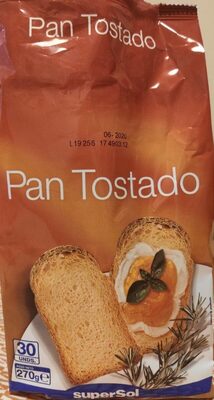 Pan Tostado
06-2020
L19255 17490312
Pan Tostado
30
UNDS.
270g e
superSol